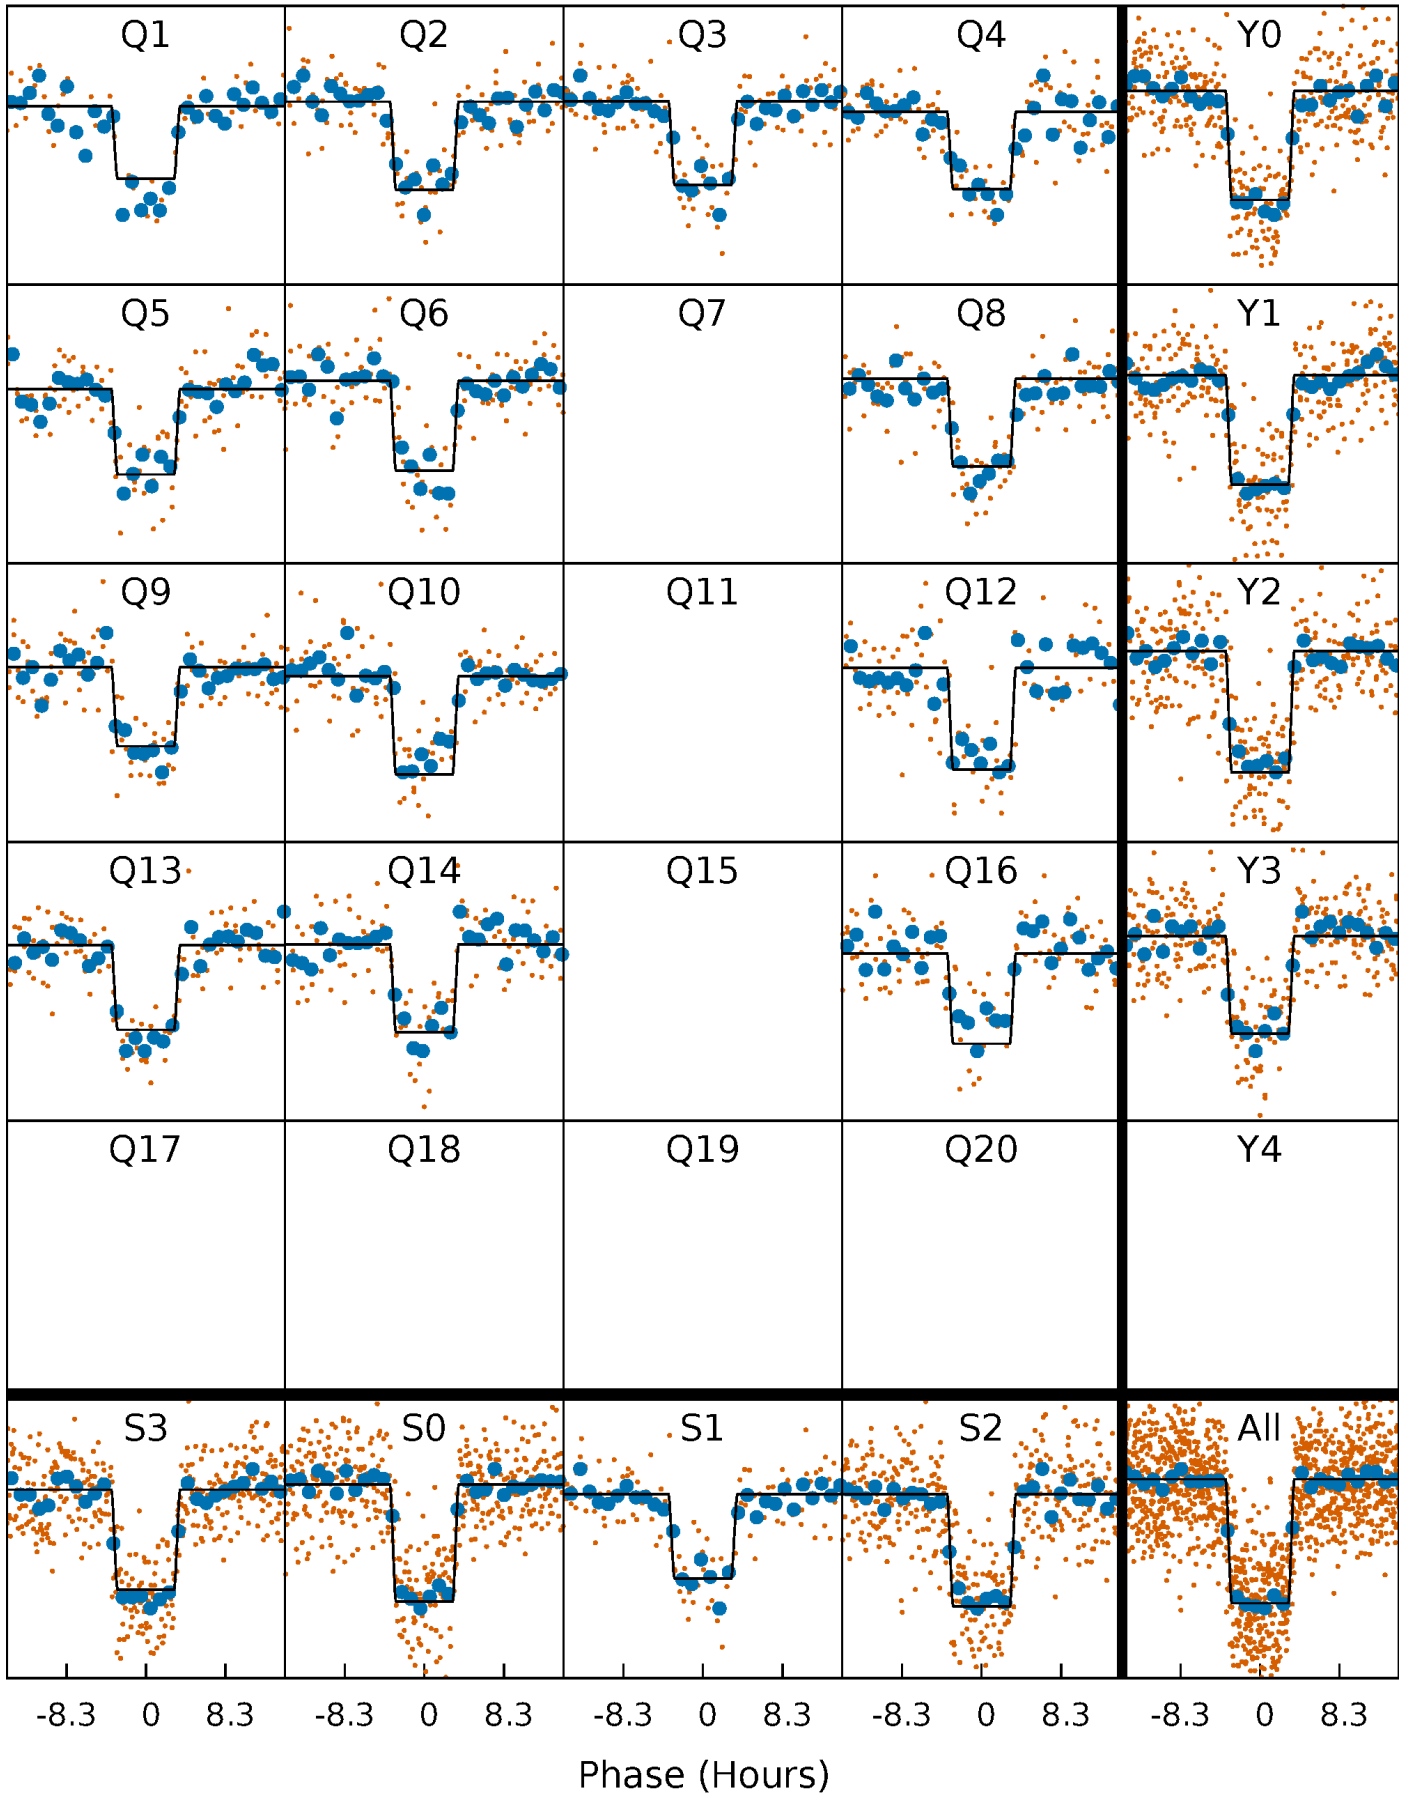 Q1 Q2 Q3 Q4 Y0
Q5 Q6 Q7 Q8 Y1
Q9 Q10 Q11 Q12 Y2
Q13 Q14 Q15 Q16 Y3
Q17 Q18 Q19 Q20 Y4
S3 S0 S1 S2 All
-8.3 0 8.3 -8.3 0 8.3 -8.3 0 8.3 -8.3 0 8.3 -8.3 0 8.3
Phase (Hours)